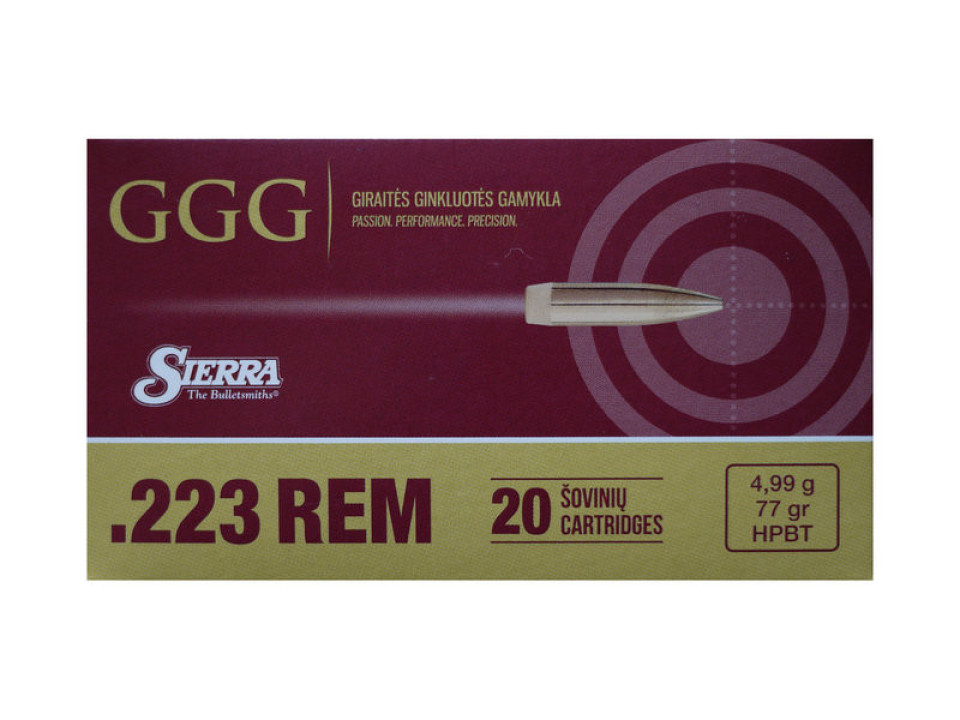 GGG
GIRAITĖS GINKLUOTĖS GAMYKLA
PASSION. PERFORMANCE. PRECISION.
SIERRA
The Bulletsmiths®
.223 REM
20 ŠOVINIŲ
CARTRIDGES
4,99 g
77 gr
HPBT